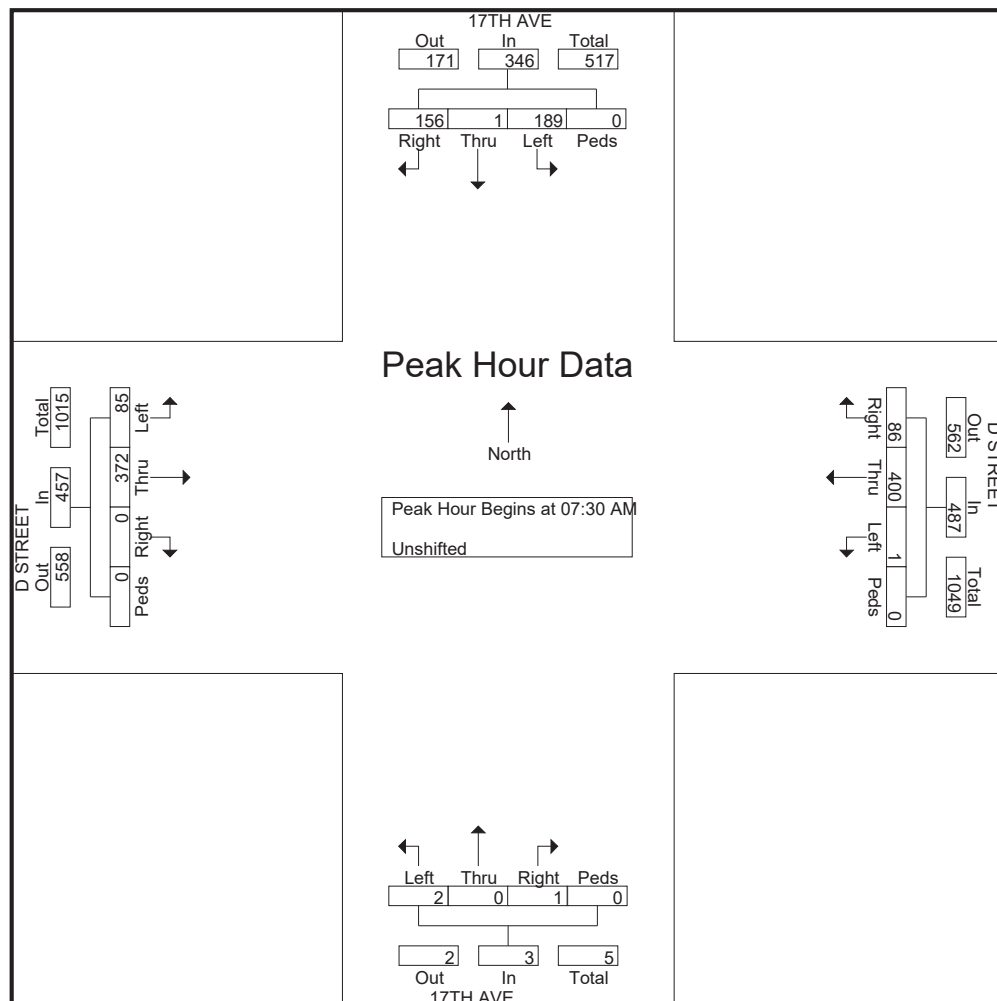 17TH AVE
Out In Total
171 346 517
156 1 189 0
Right Thru Left Peds
Peak Hour Data
North
Peak Hour Begins at 07:30 AM
Unshifted
D STREET
Out In Total
558 457 1015
85 372 0 0
Left Thru Right Peds
D STREET
Out In Total
562 487 1049
86 400 1 0
Right Thru Left Peds
Left Thru Right Peds
2 0 1 0
2 3 5
Out In Total
17TH AVE